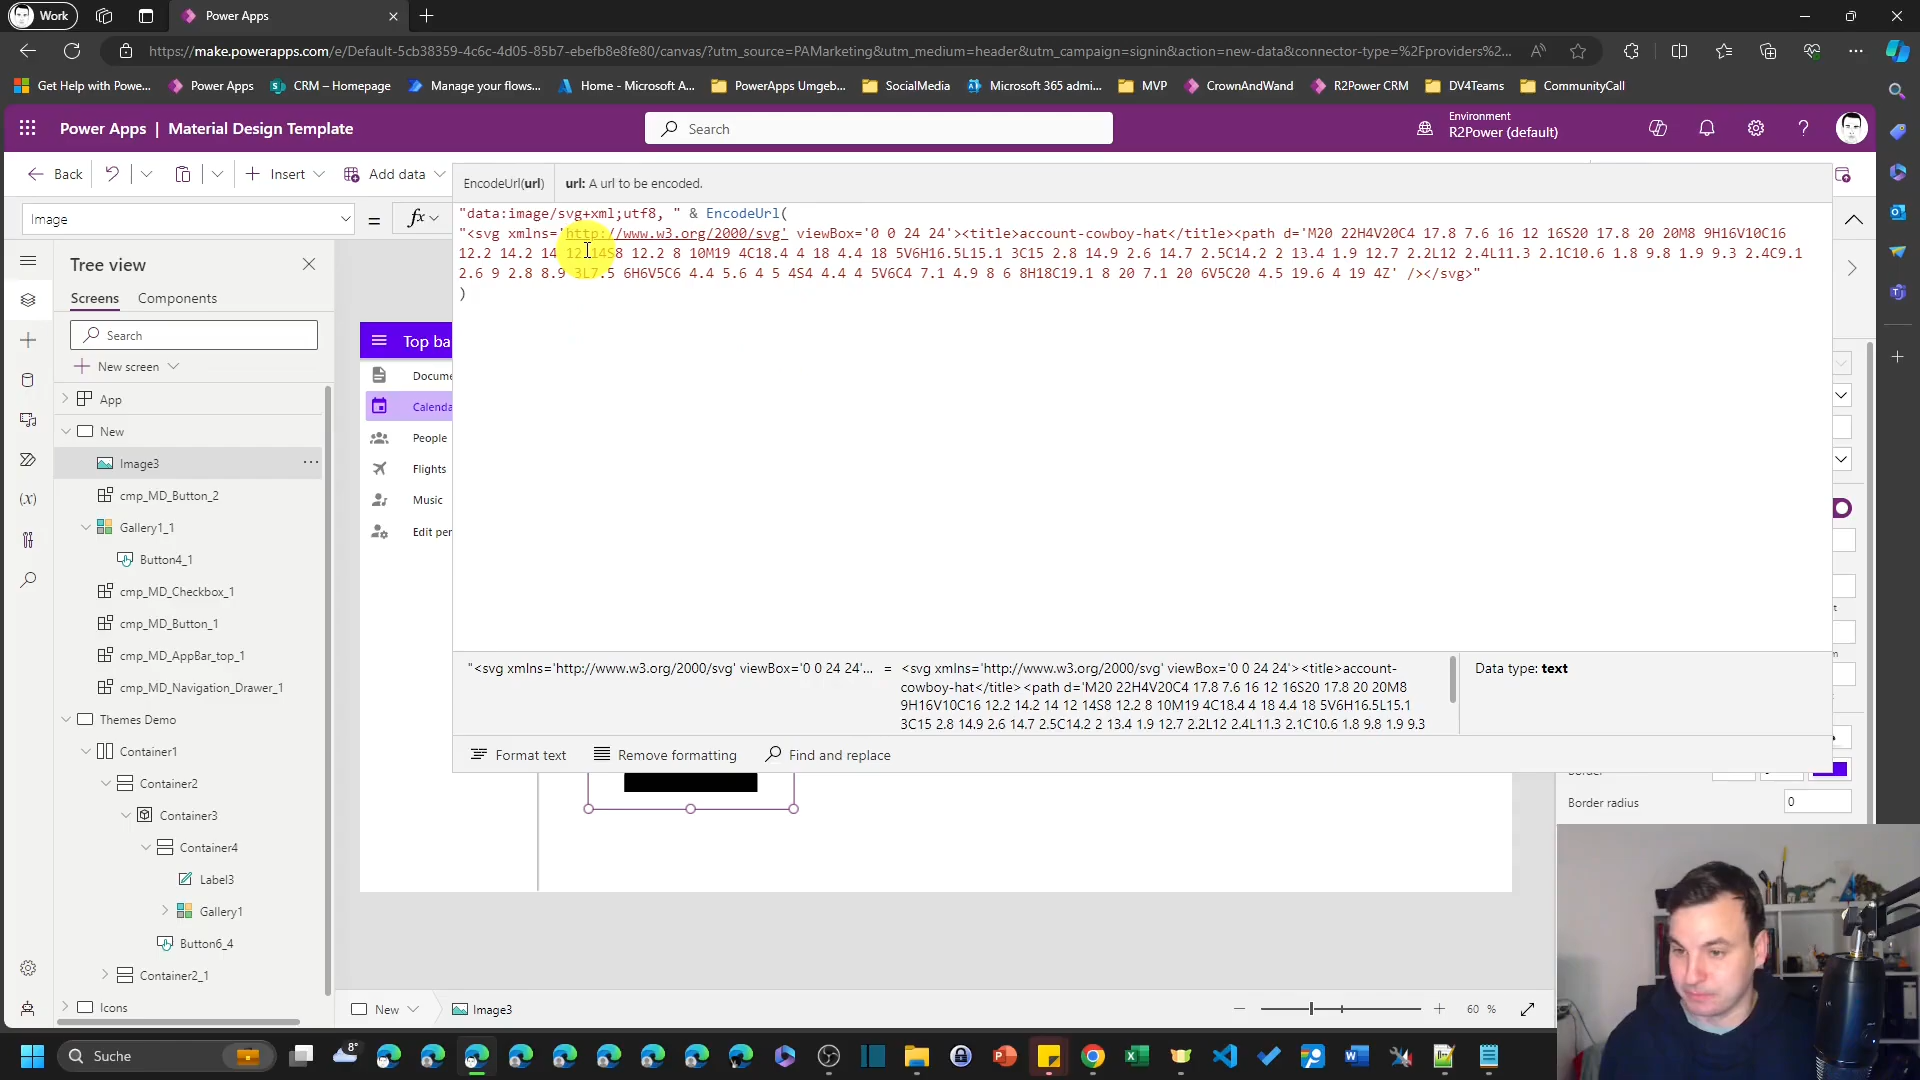 Work
Power Apps
https://make.powerapps.com/e/Default-5cb38359-4c6c-4d05-85b7-ebefb8e8fe80/canvas/?utm_source=PAMarketing&utm_medium=header&utm_campaign=signin&action=new-data&connector-type=%2Fproviders%2...
Get Help with Powe...
Power Apps
CRM – Homepage
Manage your flows...
Home - Microsoft A...
PowerApps Umgeb...
SocialMedia
Microsoft 365 admi...
MVP
CrownAndWand
R2Power CRM
DV4Teams
CommunityCall
Power Apps | Material Design Template
Search
Environment
R2Power (default)
Back
Insert
Add data
EncodeUrl(url)
url: A url to be encoded.
Image
=
fx
"data:image/svg+xml;utf8, " & EncodeUrl(
"<svg xmlns='http://www.w3.org/2000/svg' viewBox='0 0 24 24'><title>account-cowboy-hat</title><path d='M20 22H4V20C4 17.8 7.6 16 12 16S20 17.8 20 20M8 9H16V10C16
12.2 14.2 14 12 14S8 12.2 8 10M19 4C18.4 4 18 4.4 18 5V6H16.5L15.1 3C15 2.8 14.9 2.6 14.7 2.5C14.2 2 13.4 1.9 12.7 2.2L12 2.4L11.3 2.1C10.6 1.8 9.8 1.9 9.3 2.4C9.1
2.6 9 2.8 8.9 3L7.5 6H6V5C6 4.4 5.6 4 5 4S4 4.4 4 5V6C4 7.1 4.9 8 6 8H18C19.1 8 20 7.1 20 6V5C20 4.5 19.6 4 19 4Z' /></svg>"
)
Tree view
Screens
Components
Search
New screen
App
New
Image3
cmp_MD_Button_2
Gallery1_1
Button4_1
cmp_MD_Checkbox_1
cmp_MD_Button_1
cmp_MD_AppBar_top_1
cmp_MD_Navigation_Drawer_1
Themes Demo
Container1
Container2
Container3
Container4
Label3
Gallery1
Button6_4
Container2_1
Icons
Top ba
Docume
Calenda
People
Flights
Music
Edit per
"<svg xmlns='http://www.w3.org/2000/svg' viewBox='0 0 24 24'...
=
<svg xmlns='http://www.w3.org/2000/svg' viewBox='0 0 24 24'><title>account-
cowboy-hat</title><path d='M20 22H4V20C4 17.8 7.6 16 12 16S20 17.8 20 20M8
9H16V10C16 12.2 14.2 14 12 14S8 12.2 8 10M19 4C18.4 4 18 4.4 18 5V6H16.5L15.1
3C15 2.8 14.9 2.6 14.7 2.5C14.2 2 13.4 1.9 12.7 2.2L12 2.4L11.3 2.1C10.6 1.8 9.8 1.9 9.3
Data type: text
Format text
Remove formatting
Find and replace
Border radius
0
New
Image3
60 %
8°
Suche